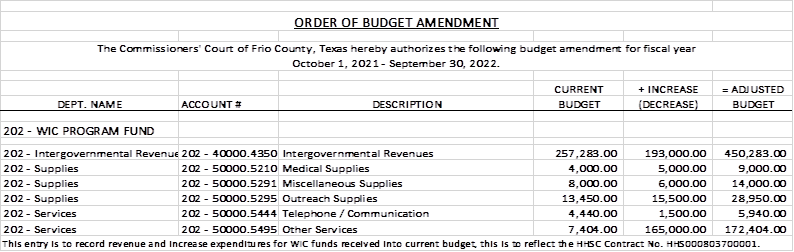 ORDER OF BUDGET AMENDMENT
The Commissioners' Court of Frio County, Texas hereby authorizes the following budget amendment for fiscal year
October 1, 2021 - September 30, 2022.
CURRENT + INCREASE = ADJUSTED
DEPT. NAME ACCOUNT # DESCRIPTION BUDGET (DECREASE) BUDGET
202 - WIC PROGRAM FUND
202 - Intergovernmental Revenue 202 - 40000.4350 Intergovernmental Revenues 257,283.00 193,000.00 450,283.00
202 - Supplies 202 - 50000.5210 Medical Supplies 4,000.00 5,000.00 9,000.00
202 - Supplies 202 - 50000.5291 Miscellaneous Supplies 8,000.00 6,000.00 14,000.00
202 - Supplies 202 - 50000.5295 Outreach Supplies 13,450.00 15,500.00 28,950.00
202 - Services 202 - 50000.5444 Telephone / Communication 4,440.00 1,500.00 5,940.00
202 - Services 202 - 50000.5495 Other Services 7,404.00 165,000.00 172,404.00
This entry is to record revenue and increase expenditures for WIC funds received into current budget, this is to reflect the HHSC Contract No. HHS000803700001.